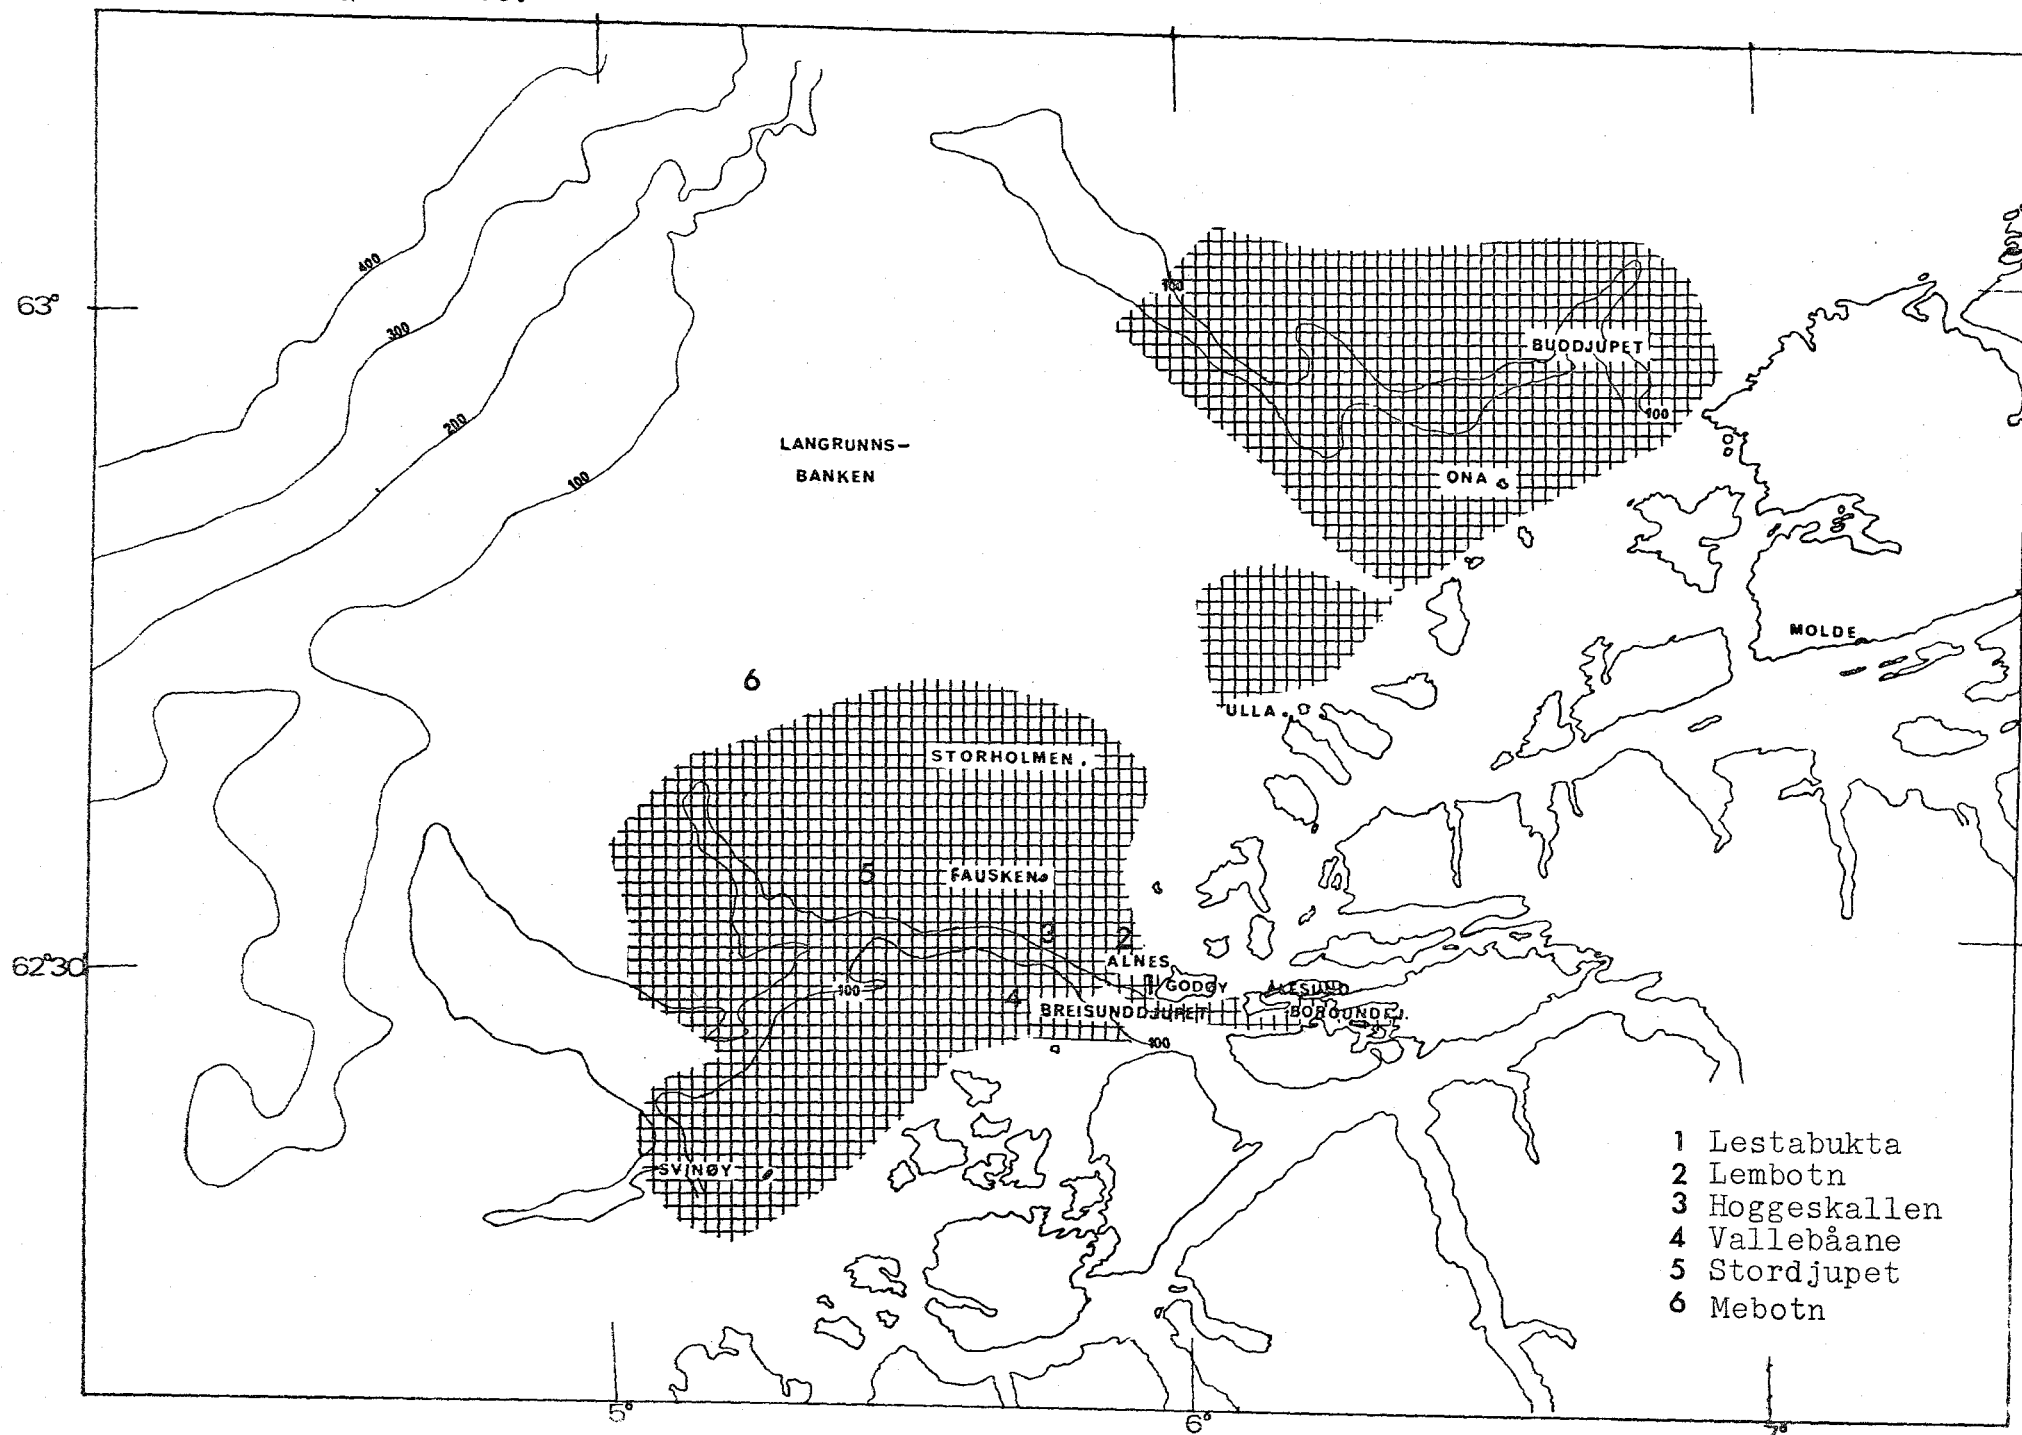 400
300
200
100
63°
LANGRUNNS-
BANKEN
100
BUDDJUPET
100
ONA
MOLDE
6
ULLA
STORHOLMEN
5
FAUSKEN
3
2
ALNES
62°30'
1
GODØY
ÅLESUND
100
4
BREISUNDDJUPET
BORGUNDFJ.
100
SVINØY
1 Lestabukta
2 Lembotn
3 Hoggeskallen
4 Vallebåane
5 Stordjupet
6 Mebotn
5°
6°
7°